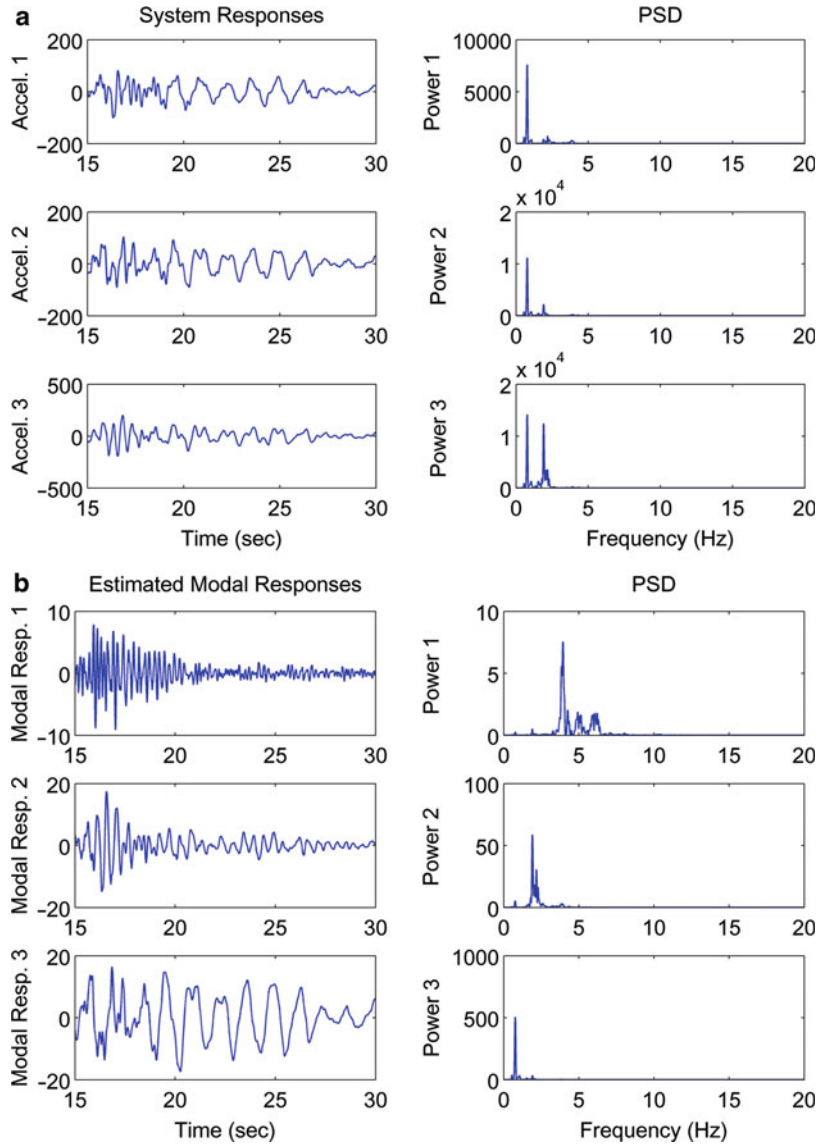 a
System Responses
PSD
Accel. 1
200
0
−200
15 20 25 30
Power 1
10000
5000
0
0 5 10 15 20
Accel. 2
200
0
−200
15 20 25 30
x 10^4
Power 2
2
1
0
0 5 10 15 20
Accel. 3
500
0
−500
15 20 25 30
Time (sec)
x 10^4
Power 3
2
1
0
0 5 10 15 20
Frequency (Hz)
b
Estimated Modal Responses
PSD
Modal Resp. 1
10
0
−10
15 20 25 30
Power 1
10
5
0
0 5 10 15 20
Modal Resp. 2
20
0
−20
15 20 25 30
Power 2
100
50
0
0 5 10 15 20
Modal Resp. 3
20
0
−20
15 20 25 30
Time (sec)
Power 3
1000
500
0
0 5 10 15 20
Frequency (Hz)